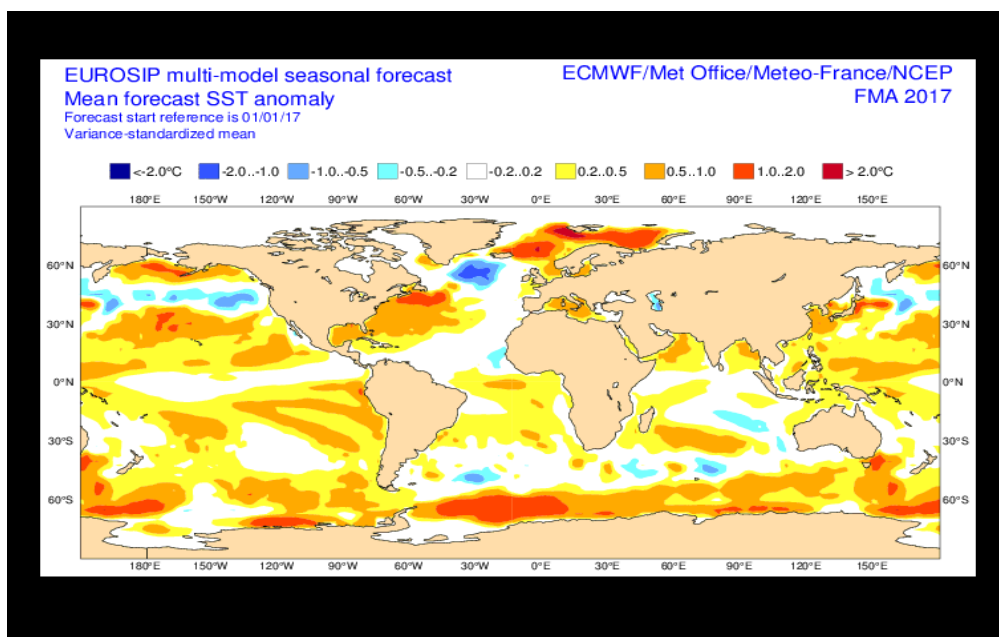 EUROSIP multi-model seasonal forecast
ECMWF/Met Office/Meteo-France/NCEP
Mean forecast SST anomaly
FMA 2017
Forecast start reference is 01/01/17
Variance-standardized mean
<-2.0°C -2.0..-1.0 -1.0..-0.5 -0.5..-0.2 -0.2..0.2 0.2..0.5 0.5..1.0 1.0..2.0 > 2.0°C
180°E 150°W 120°W 90°W 60°W 30°W 0°E 30°E 60°E 90°E 120°E 150°E
60°N 60°N
30°N 30°N
0°N 0°N
30°S 30°S
60°S 60°S
180°E 150°W 120°W 90°W 60°W 30°W 0°E 30°E 60°E 90°E 120°E 150°E